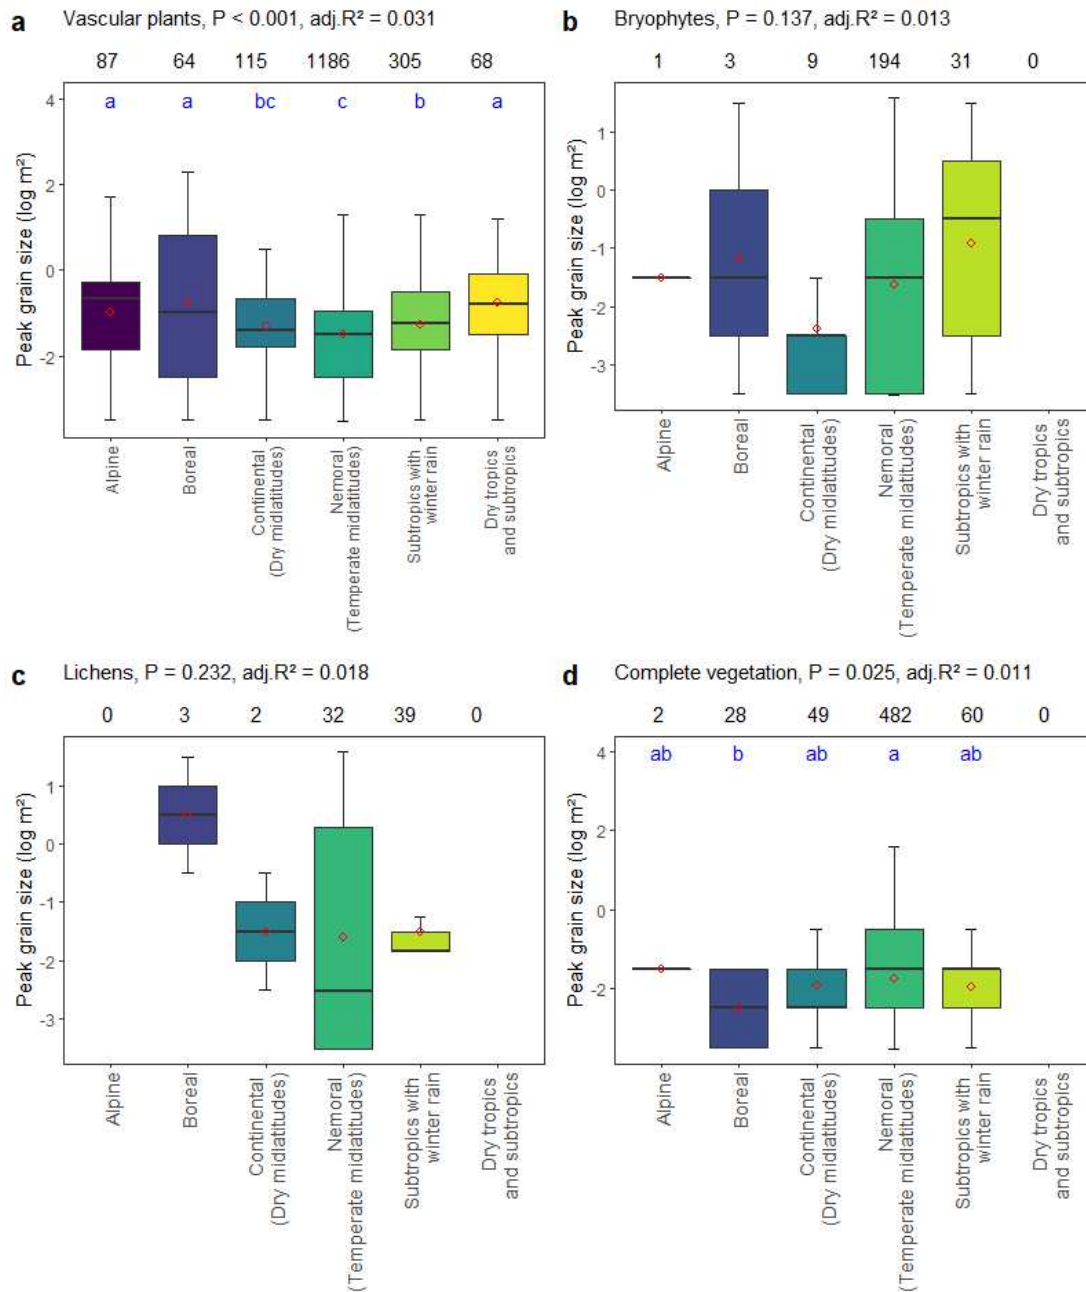 a Vascular plants, P < 0.001, adj.R² = 0.031
87 64 115 1186 305 68
a a bc c b a
4
2
0
-2
Peak grain size (log m²)
Alpine
Boreal
Continental
(Dry midlatitudes)
Nemoral
(Temperate midlatitudes)
Subtropics with
winter rain
Dry tropics
and subtropics
b Bryophytes, P = 0.137, adj.R² = 0.013
1 3 9 194 31 0
1
0
-1
-2
-3
Peak grain size (log m²)
Alpine
Boreal
Continental
(Dry midlatitudes)
Nemoral
(Temperate midlatitudes)
Subtropics with
winter rain
Dry tropics
and subtropics
c Lichens, P = 0.232, adj.R² = 0.018
0 3 2 32 39 0
1
0
-1
-2
-3
Peak grain size (log m²)
Alpine
Boreal
Continental
(Dry midlatitudes)
Nemoral
(Temperate midlatitudes)
Subtropics with
winter rain
Dry tropics
and subtropics
d Complete vegetation, P = 0.025, adj.R² = 0.011
2 28 49 482 60 0
ab b ab a ab
4
2
0
-2
Peak grain size (log m²)
Alpine
Boreal
Continental
(Dry midlatitudes)
Nemoral
(Temperate midlatitudes)
Subtropics with
winter rain
Dry tropics
and subtropics